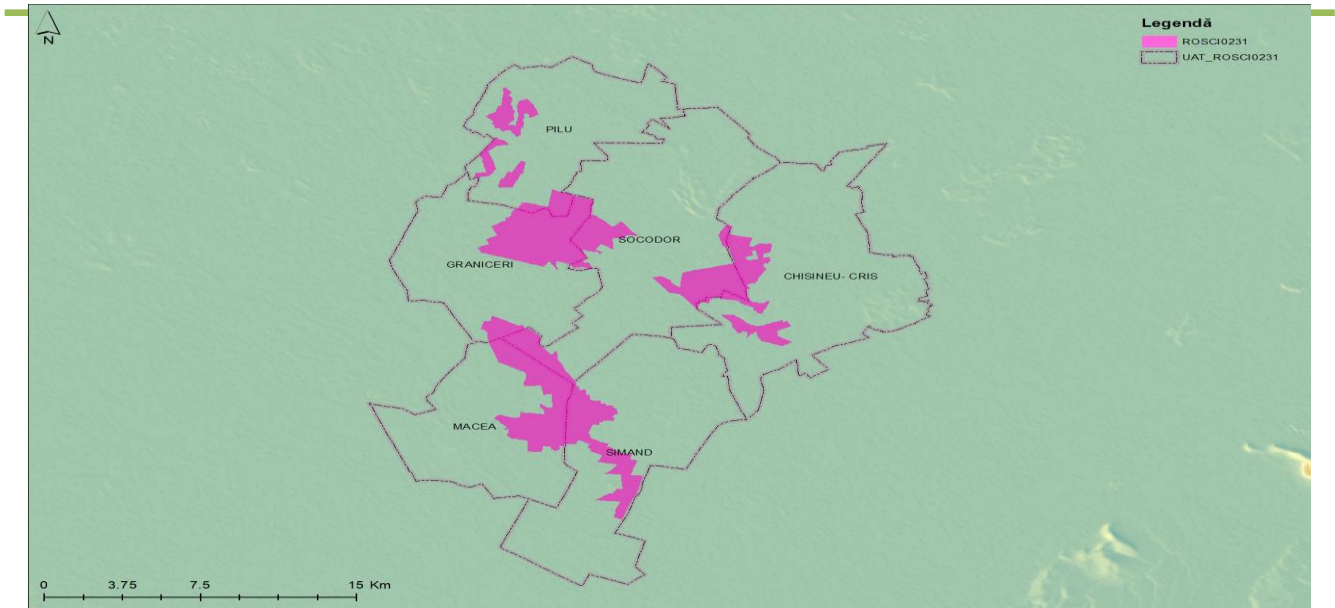 N
Legendă
ROSCI0231
UAT_ROSCI0231
PILU
SOCODOR
GRANICERI
CHISINEU- CRIS
MACEA
SIMAND
0 3.75 7.5 15 Km